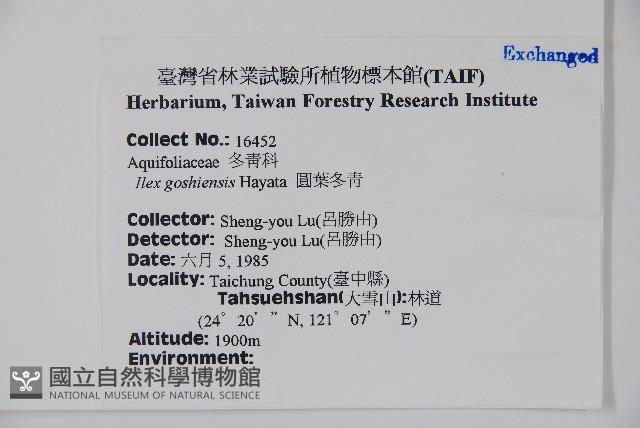 Exchanged
臺灣省林業試驗所植物標本館(TAIF)
Herbarium, Taiwan Forestry Research Institute
Collect No.: 16452
Aquifoliaceae 冬青科
Ilex goshiensis Hayata 圓葉冬青
Collector: Sheng-you Lu(呂勝由)
Detector: Sheng-you Lu(呂勝由)
Date: 六月 5, 1985
Locality: Taichung County(臺中縣)
Tahsuehshan(大雪山):林道
(24° 20' " N, 121° 07' " E)
Altitude: 1900m
Environment:
國立自然科學博物館
NATIONAL MUSEUM OF NATURAL SCIENCE